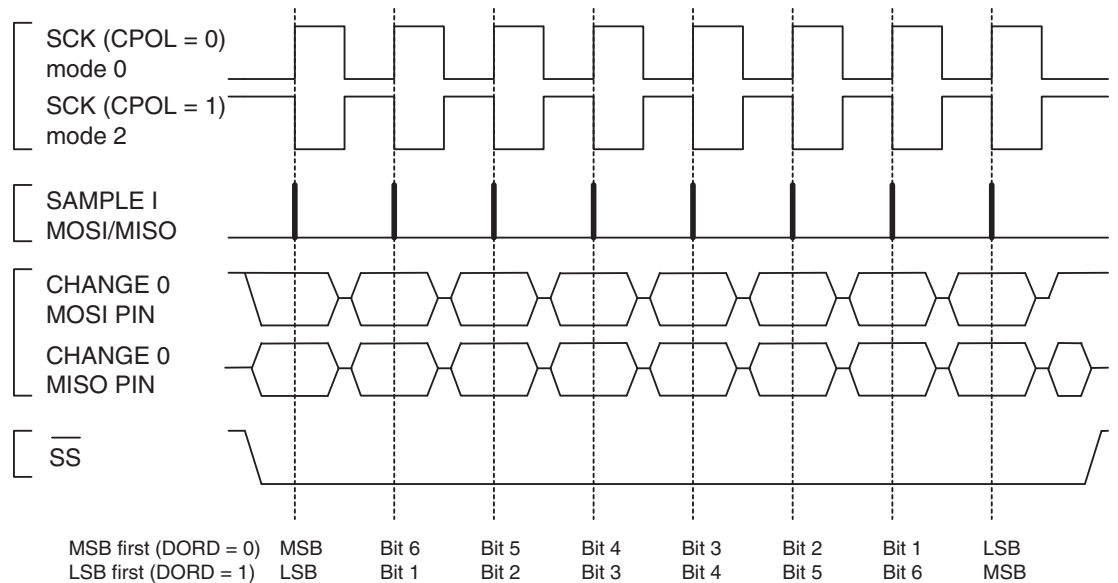 SCK (CPOL = 0)
mode 0
SCK (CPOL = 1)
mode 2
SAMPLE I
MOSI/MISO
CHANGE 0
MOSI PIN
CHANGE 0
MISO PIN
SS
MSB first (DORD = 0) MSB Bit 6 Bit 5 Bit 4 Bit 3 Bit 2 Bit 1 LSB
LSB first (DORD = 1) LSB Bit 1 Bit 2 Bit 3 Bit 4 Bit 5 Bit 6 MSB